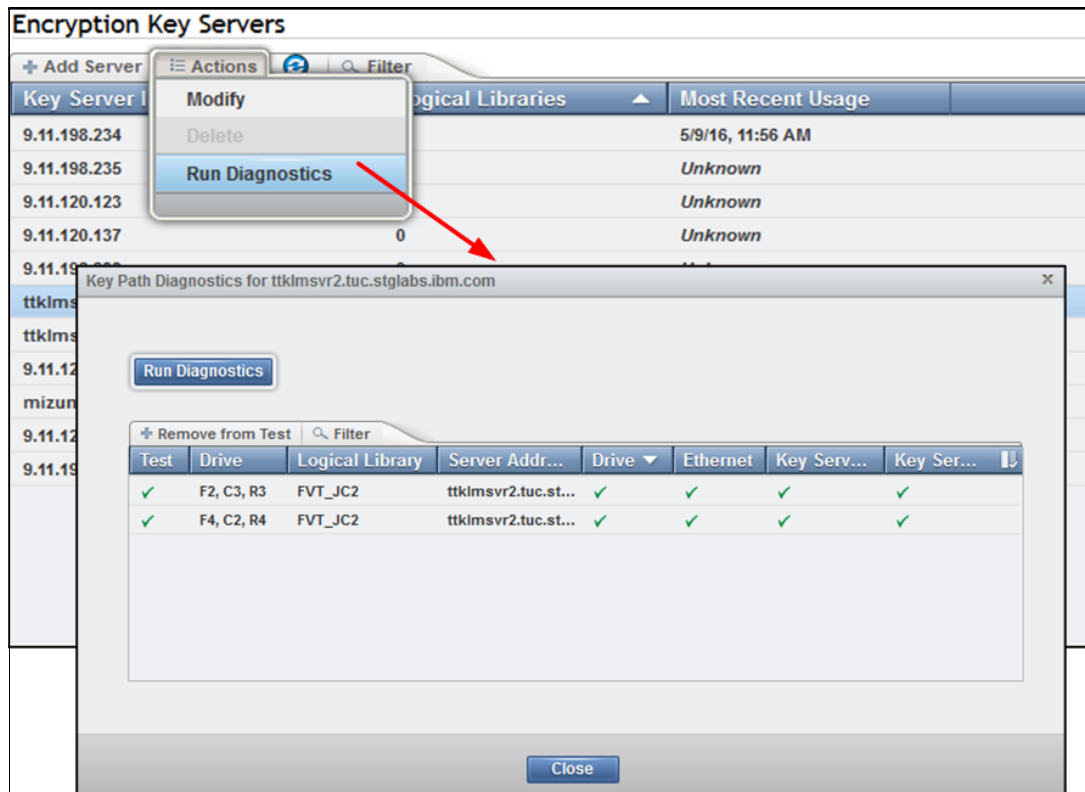 Encryption Key Servers
Add Server Actions Filter
Key Server I ogical Libraries Most Recent Usage
Modify
Delete
Run Diagnostics
9.11.198.234 5/9/16, 11:56 AM
9.11.198.235 Unknown
9.11.120.123 Unknown
9.11.120.137 0 Unknown
9.11.19
Key Path Diagnostics for ttklmsvr2.tuc.stglabs.ibm.com x
ttklms
ttklms
9.11.12
mizun
9.11.12
9.11.19
Run Diagnostics
Remove from Test Filter
Test Drive Logical Library Server Addr... Drive Ethernet Key Serv... Key Ser...
F2, C3, R3 FVT_JC2 ttklmsvr2.tuc.st...
F4, C2, R4 FVT_JC2 ttklmsvr2.tuc.st...
Close